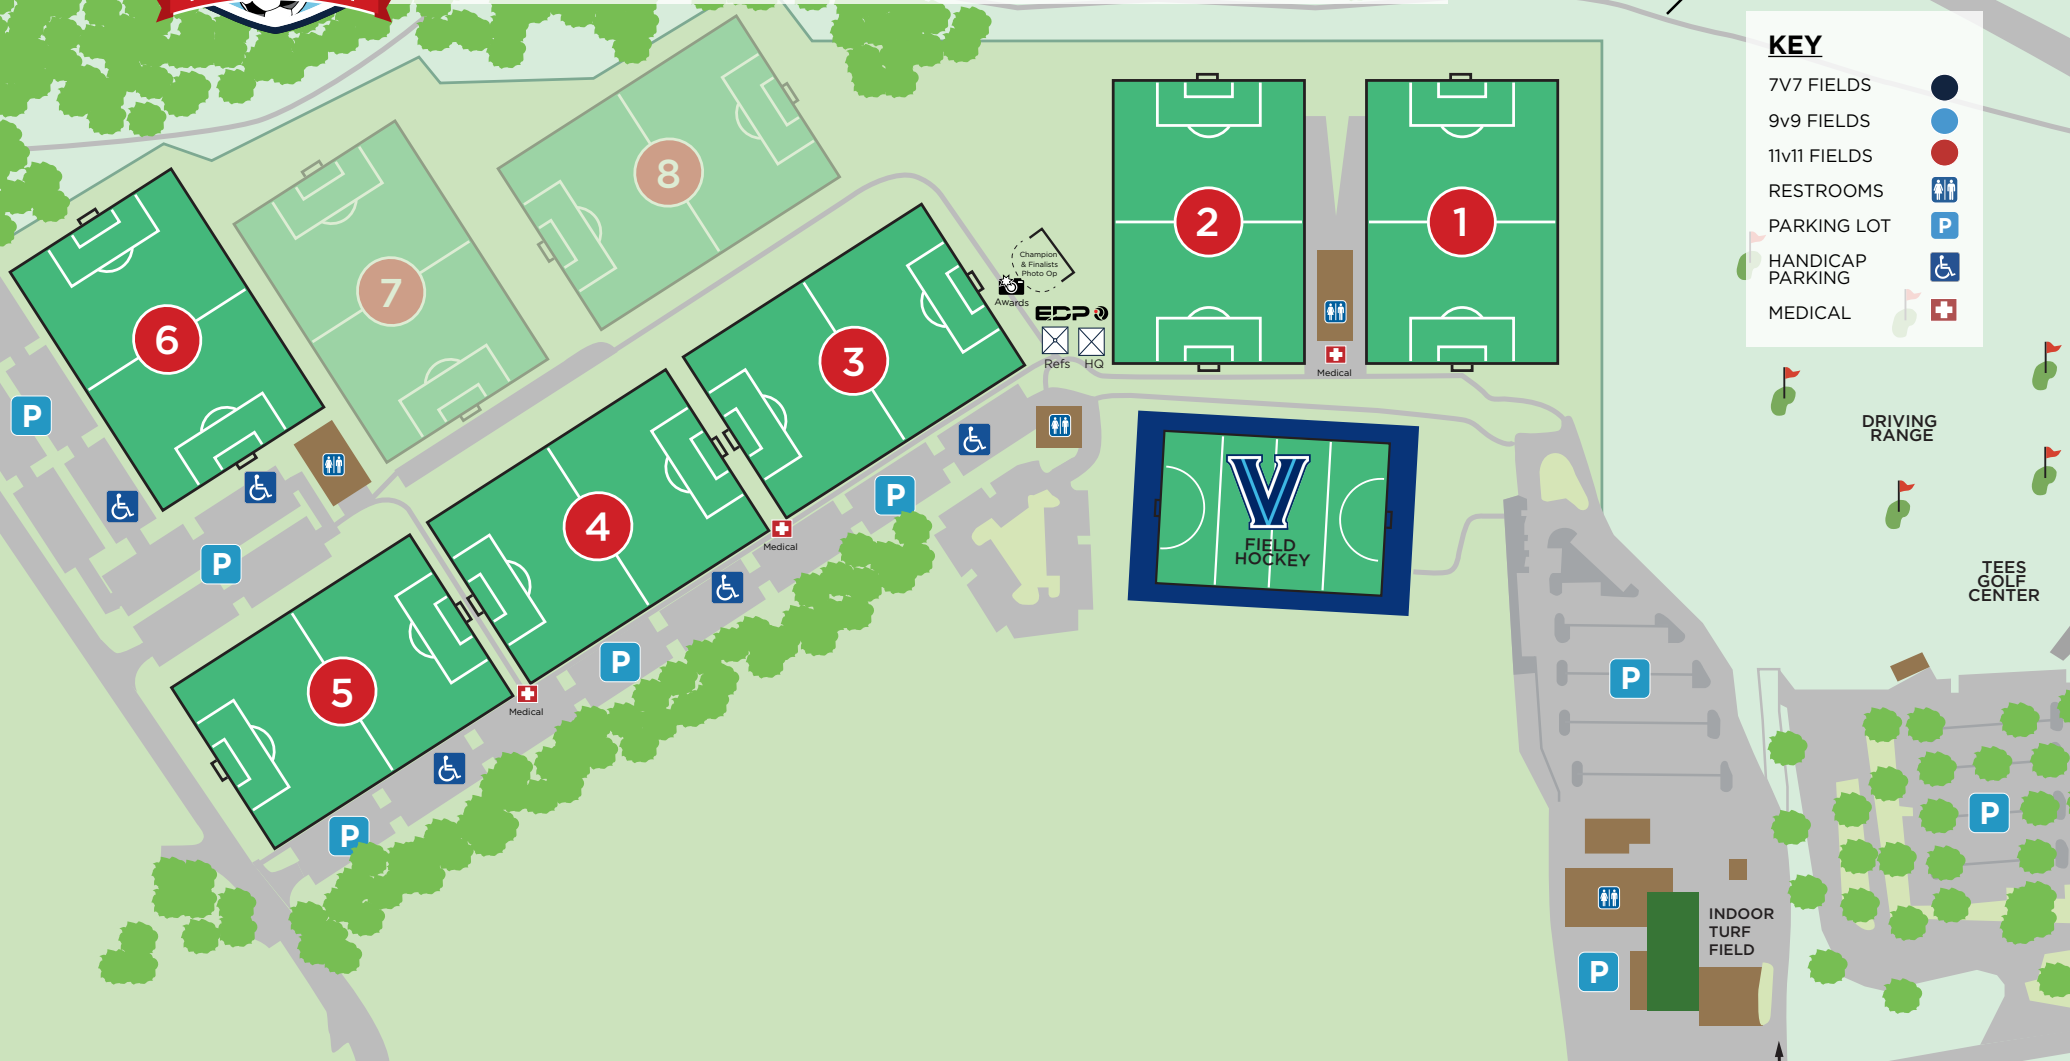 KEY
7V7 FIELDS
9v9 FIELDS
11v11 FIELDS
RESTROOMS
PARKING LOT
P
HANDICAP
PARKING
MEDICAL
8
7
6
2
1
Champion
& Finalists
Photo Op
Awards
EDP
Refs
HQ
Medical
3
4
5
P
P
P
P
P
Medical
Medical
V
FIELD
HOCKEY
DRIVING
RANGE
TEES
GOLF
CENTER
P
P
INDOOR
TURF
FIELD
P